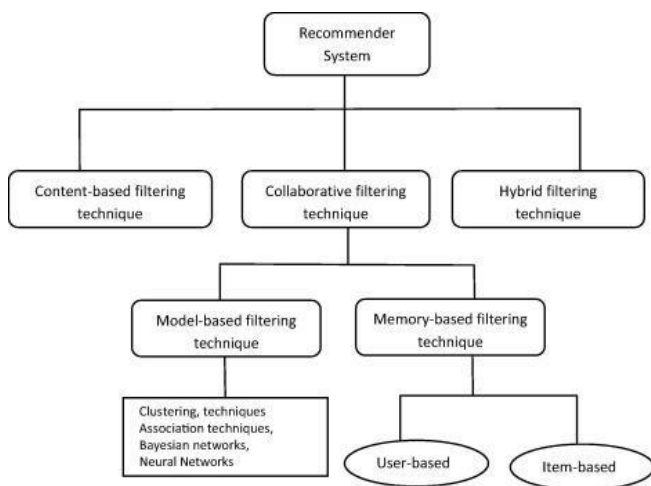 Recommender
System
Content-based filtering
technique
Collaborative filtering
technique
Hybrid filtering
technique
Model-based filtering
technique
Memory-based filtering
technique
Clustering, techniques
Association techniques,
Bayesian networks,
Neural Networks
User-based
Item-based